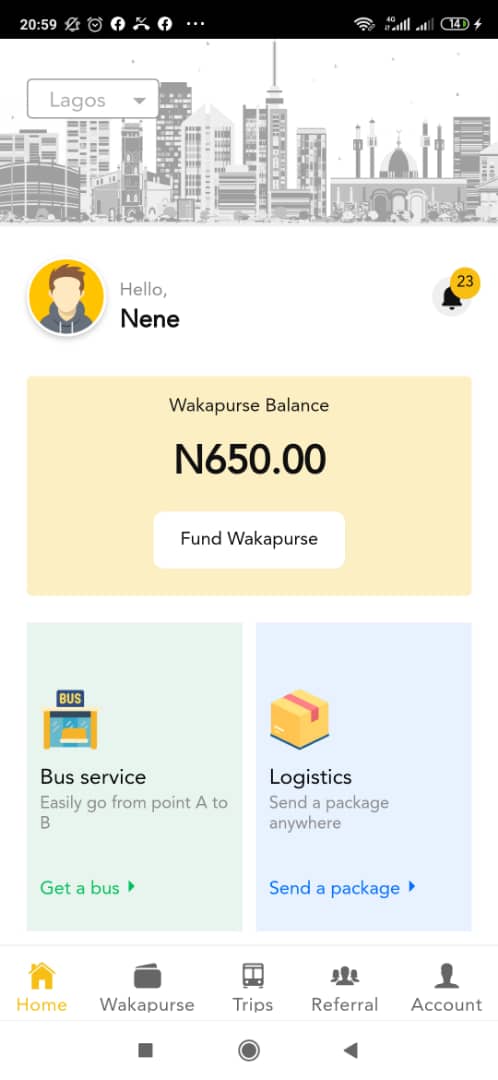 20:59
4G
14
Lagos
23
Hello,
Nene
Wakapurse Balance
N650.00
Fund Wakapurse
BUS
Bus service
Easily go from point A to
B
Get a bus
Logistics
Send a package
anywhere
Send a package
Home
Wakapurse
Trips
Referral
Account